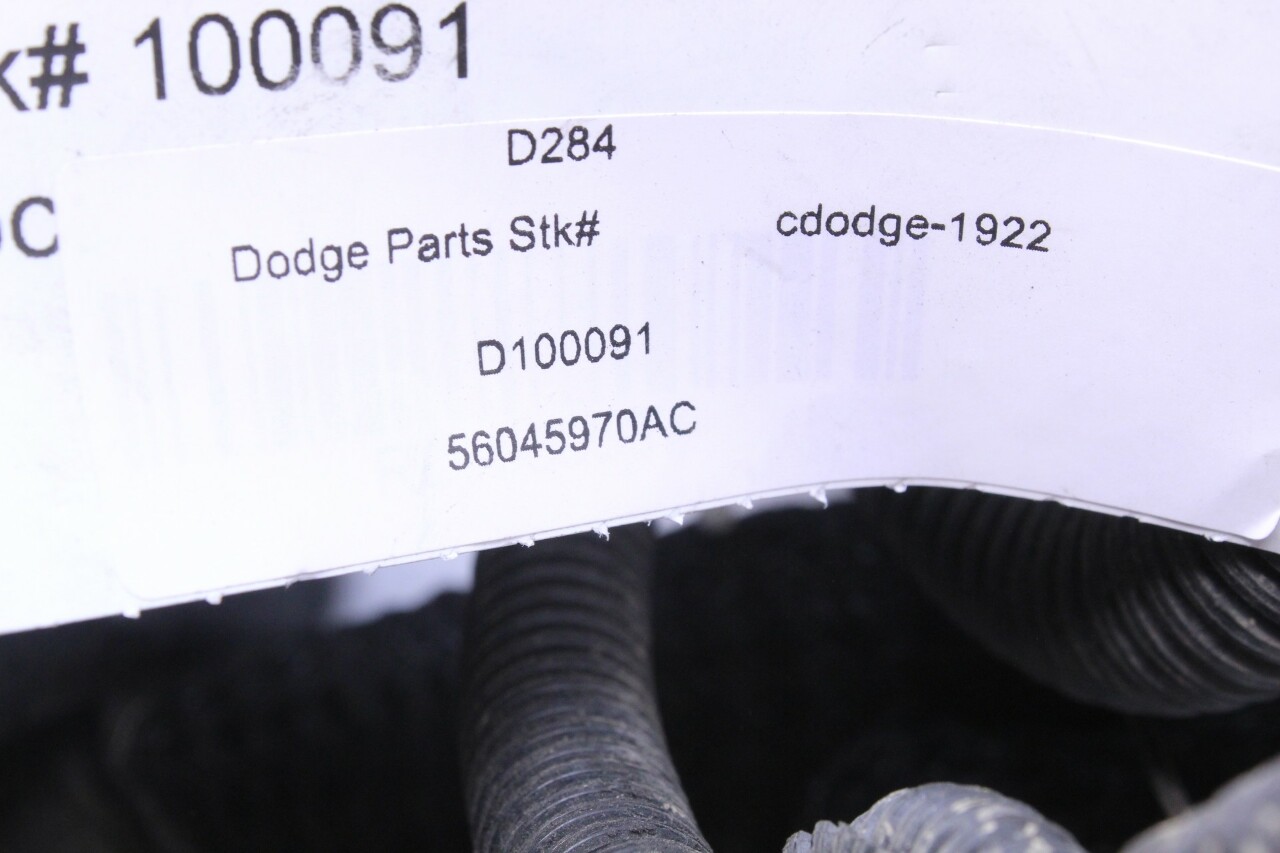 # 100091
D284
Dodge Parts Stk# cdodge-1922
C
D100091
56045970AC